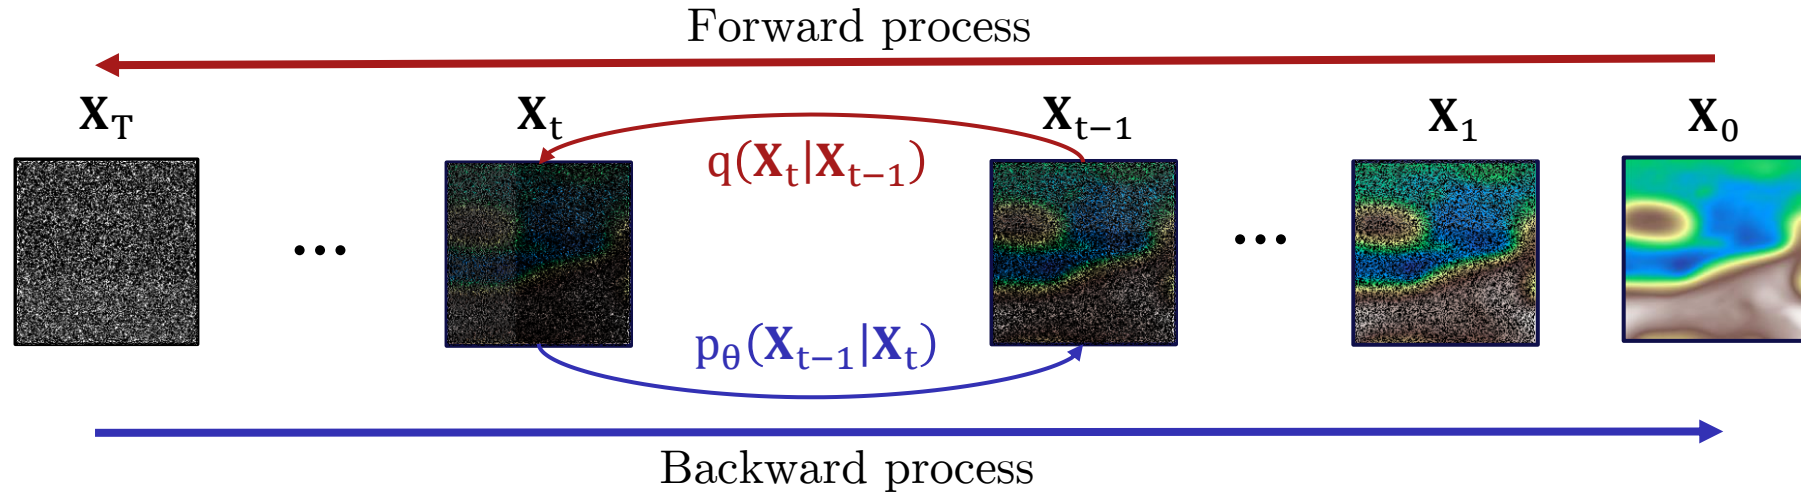 Forward process
X_T X_t X_{t−1} X_1 X_0
q(X_t|X_{t−1})
... ...
p_θ(X_{t−1}|X_t)
Backward process